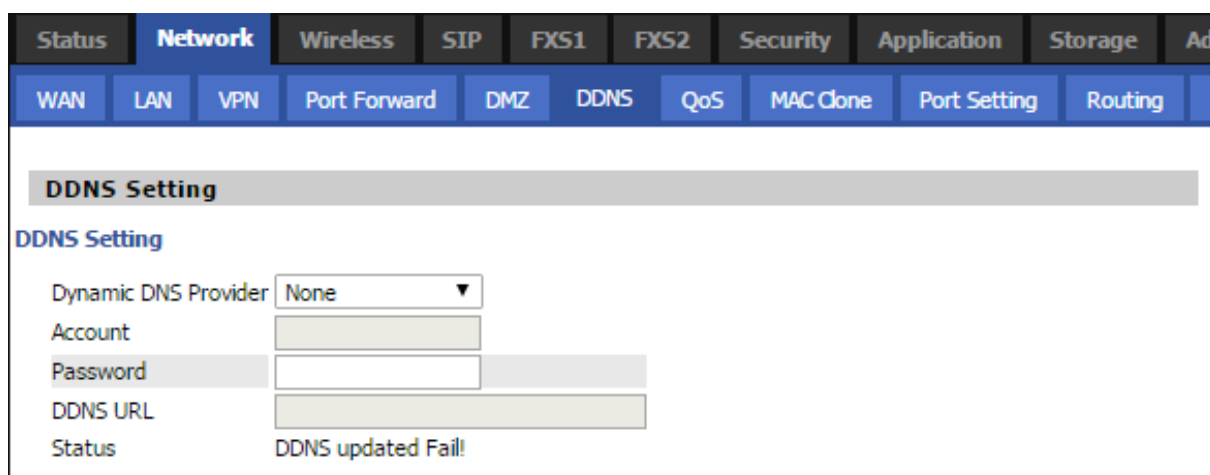 Status Network Wireless SIP FXS1 FXS2 Security Application Storage Ad
WAN LAN VPN Port Forward DMZ DDNS QoS MAC Clone Port Setting Routing
DDNS Setting
DDNS Setting
Dynamic DNS Provider None
Account
Password
DDNS URL
Status DDNS updated Fail!